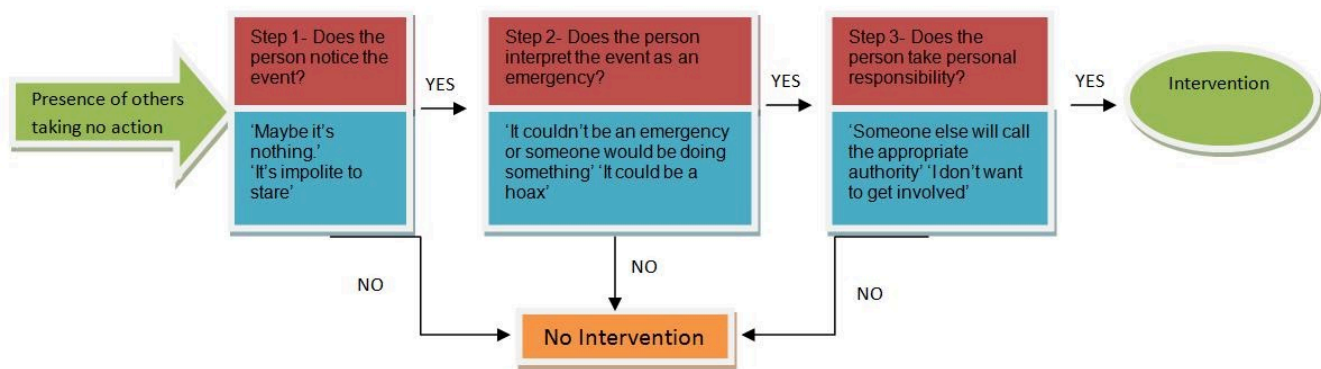 Presence of others
taking no action
Step 1- Does the
person notice the
event?
‘Maybe it’s
nothing.’
‘It’s impolite to
stare’
YES
Step 2- Does the person
interpret the event as an
emergency?
‘It couldn’t be an emergency
or someone would be doing
something’ ‘It could be a
hoax’
YES
Step 3- Does the
person take personal
responsibility?
‘Someone else will call
the appropriate
authority’ ‘I don’t want
to get involved’
YES
Intervention
NO
NO
NO
No Intervention